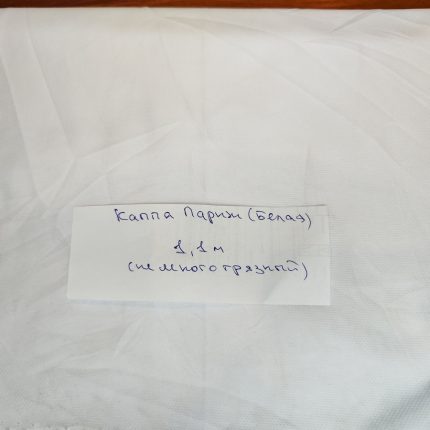 Каппа Париж (Белая)
1,1 м
(немного грязный)